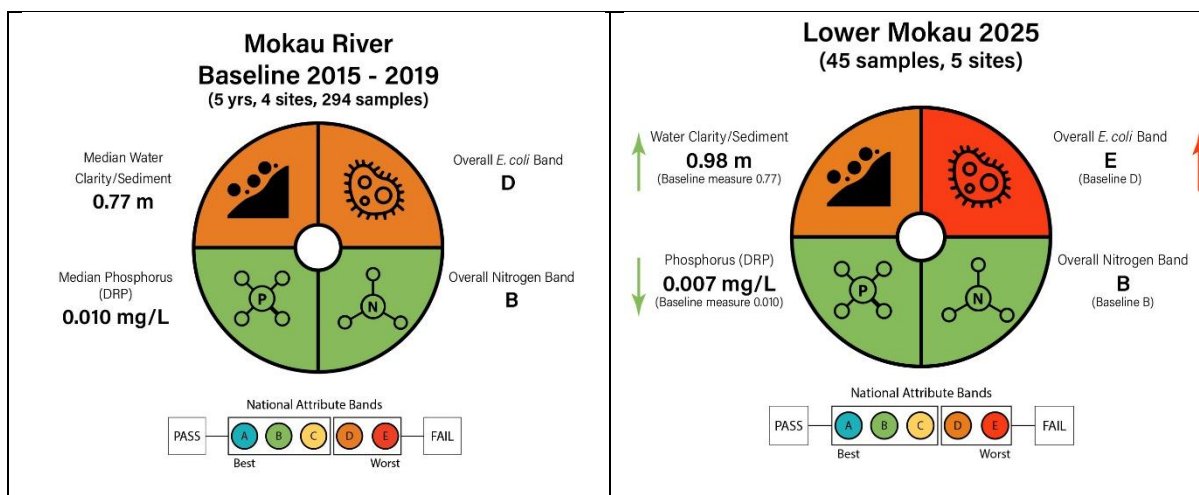 Mokau River
Baseline 2015 - 2019
(5 yrs, 4 sites, 294 samples)
Median Water
Clarity/Sediment
0.77 m
Overall E. coli Band
D
Median Phosphorus
(DRP)
0.010 mg/L
Overall Nitrogen Band
B
P
N
National Attribute Bands
PASS
A
B
C
D
E
FAIL
Best
Worst
Lower Mokau 2025
(45 samples, 5 sites)
Water Clarity/Sediment
0.98 m
(Baseline measure 0.77)
Overall E. coli Band
E
(Baseline D)
Phosphorus (DRP)
0.007 mg/L
(Baseline measure 0.010)
Overall Nitrogen Band
B
(Baseline B)
P
N
National Attribute Bands
PASS
A
B
C
D
E
FAIL
Best
Worst